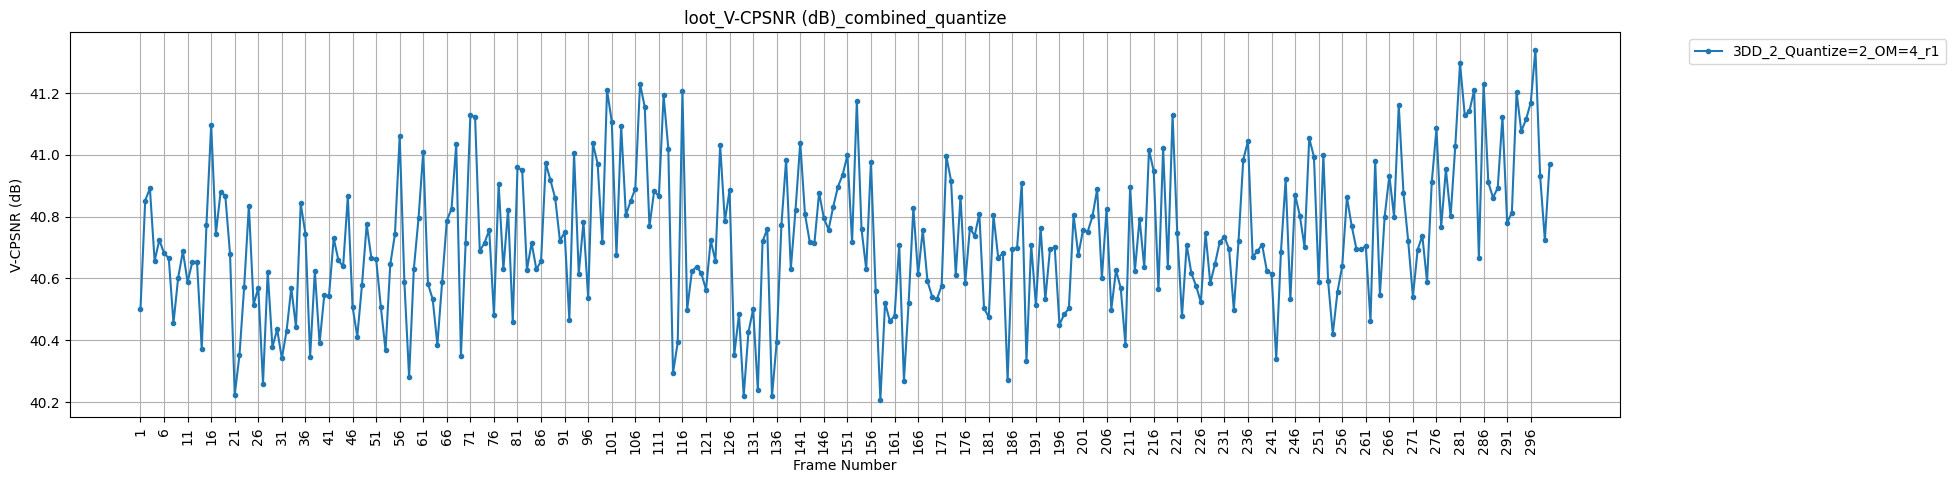 loot_V-CPSNR (dB)_combined_quantize
3DD_2_Quantize=2_OM=4_r1
V-CPSNR (dB)
41.2
41.0
40.8
40.6
40.4
40.2
1 6 11 16 21 26 31 36 41 46 51 56 61 66 71 76 81 86 91 96 101 106 111 116 121 126 131 136 141 146 151 156 161 166 171 176 181 186 191 196 201 206 211 216 221 226 231 236 241 246 251 256 261 266 271 276 281 286 291 296
Frame Number